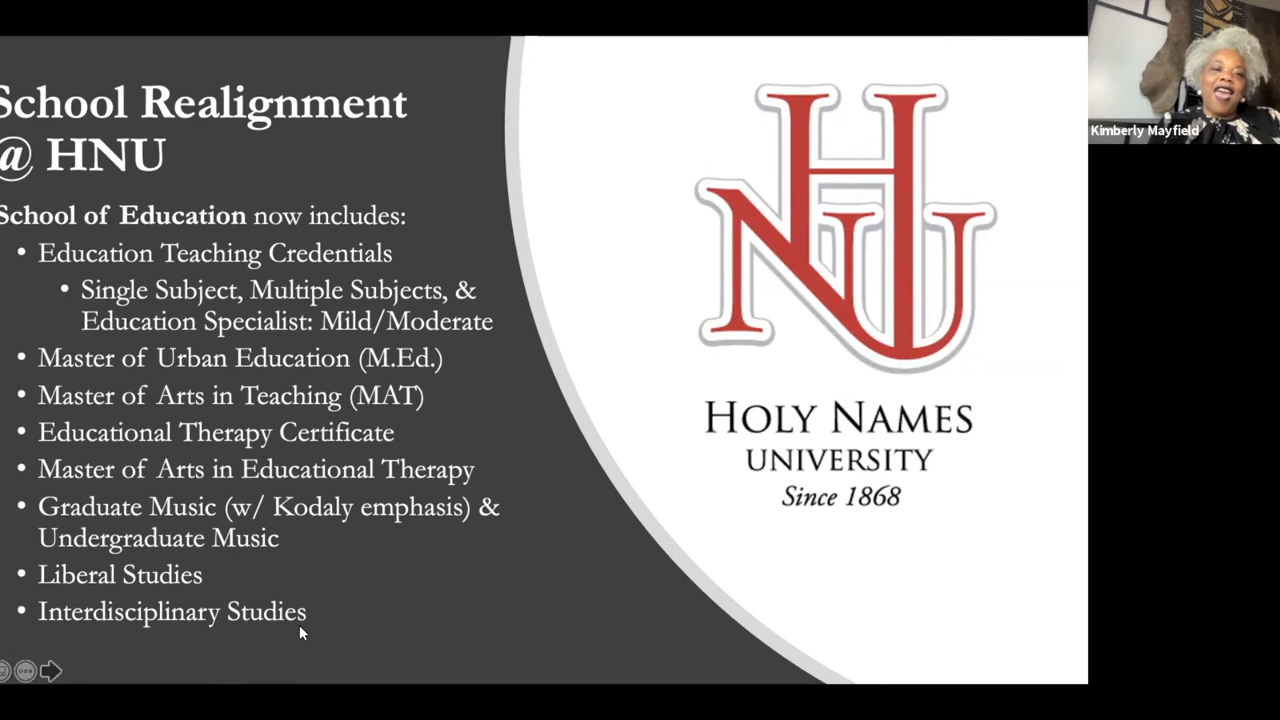 School Realignment
@ HNU
School of Education now includes:
• Education Teaching Credentials
• Single Subject, Multiple Subjects, &
Education Specialist: Mild/Moderate
• Master of Urban Education (M.Ed.)
• Master of Arts in Teaching (MAT)
• Educational Therapy Certificate
• Master of Arts in Educational Therapy
• Graduate Music (w/ Kodaly emphasis) &
Undergraduate Music
• Liberal Studies
• Interdisciplinary Studies
HNU
HOLY NAMES
UNIVERSITY
Since 1868
Kimberly Mayfield